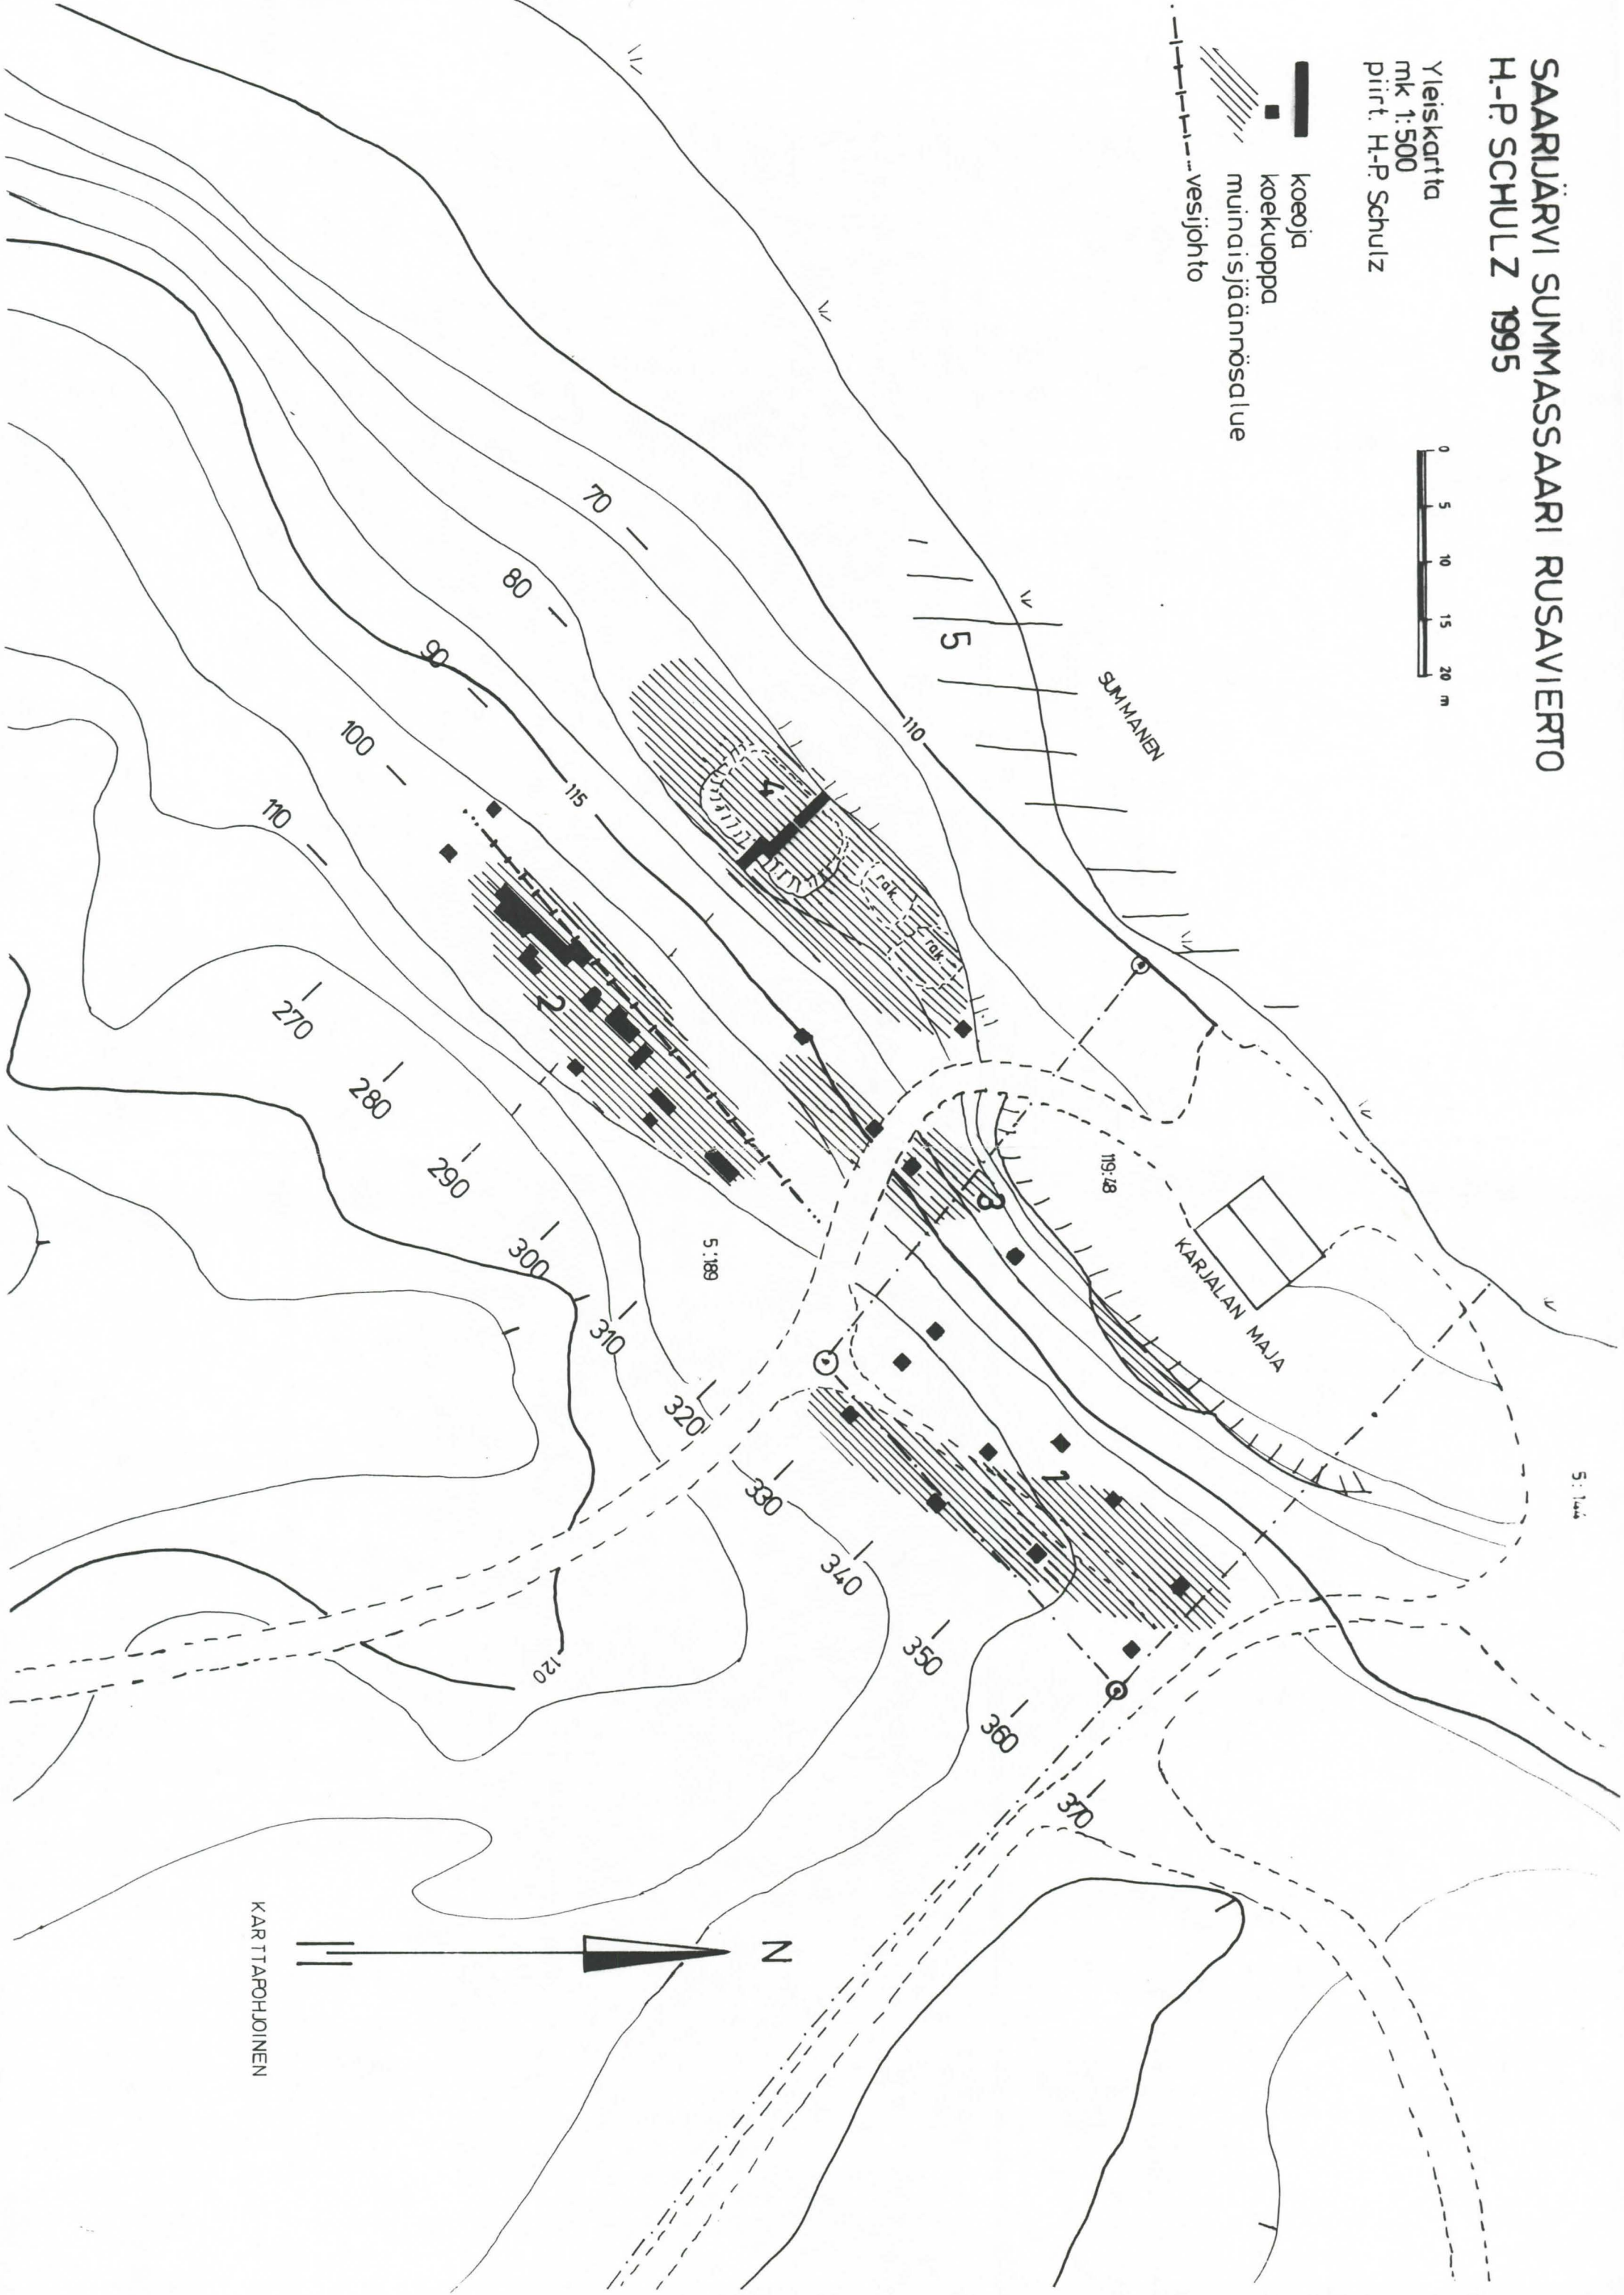 SAARIJÄRVI SUMMASSAARI RUSAVIERTO
H.-P. SCHULZ 1995
Yleiskartta
mk 1:500
piirt. H.-P. Schulz
0 5 10 15 20 m
koeoja
koekuoppa
muinaisjäännösalue
vesijohto
SUMMANEN
5
110
70
80
90
100
110
115
4
rak.
rak.
2
3
1
119:48
KARJALAN MAJA
5:144
5:189
270
280
290
300
310
320
330
340
350
360
370
120
N
KARTTAPOHJOINEN